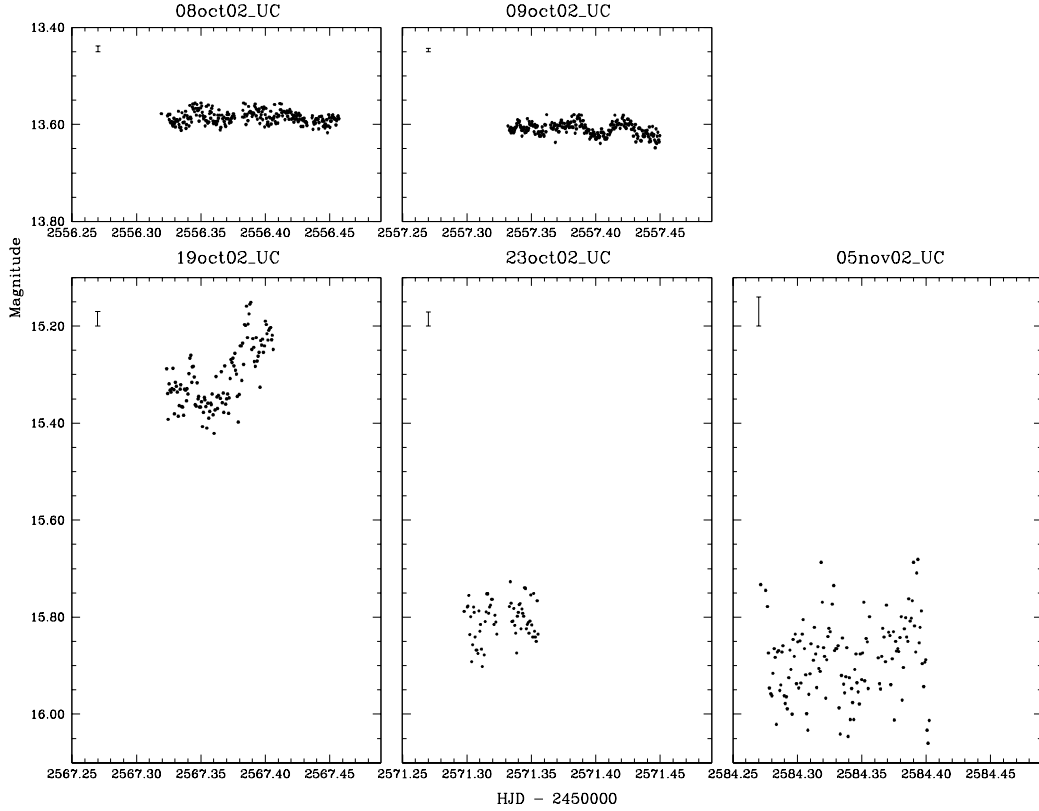 08oct02_UC 09oct02_UC
13.40
13.60
13.80
2556.25 2556.30 2556.35 2556.40 2556.45 2557.25 2557.30 2557.35 2557.40 2557.45
Magnitude
19oct02_UC 23oct02_UC 05nov02_UC
15.20
15.40
15.60
15.80
16.00
2567.25 2567.30 2567.35 2567.40 2567.45 2571.25 2571.30 2571.35 2571.40 2571.45 2584.25 2584.30 2584.35 2584.40 2584.45
HJD - 2450000